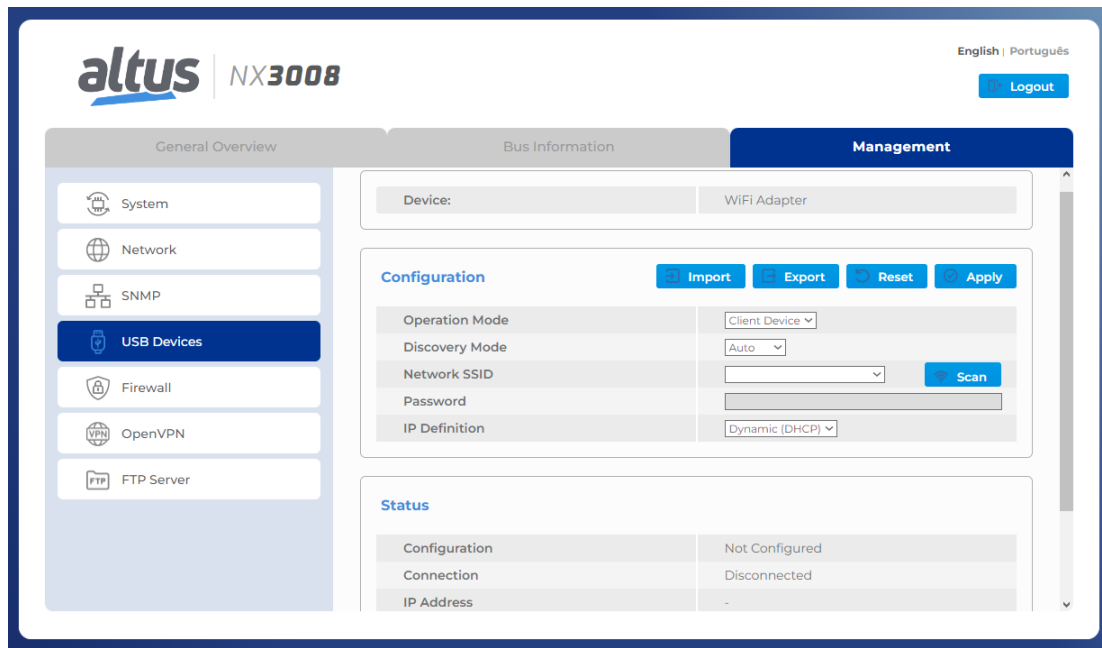 English | Português
altus NX3008
Logout
General Overview Bus Information Management
System
Network
SNMP
USB Devices
Firewall
VPN OpenVPN
FTP FTP Server
Device: WiFi Adapter
Configuration Import Export Reset Apply
Operation Mode Client Device
Discovery Mode Auto
Network SSID Scan
Password
IP Definition Dynamic (DHCP)
Status
Configuration Not Configured
Connection Disconnected
IP Address -